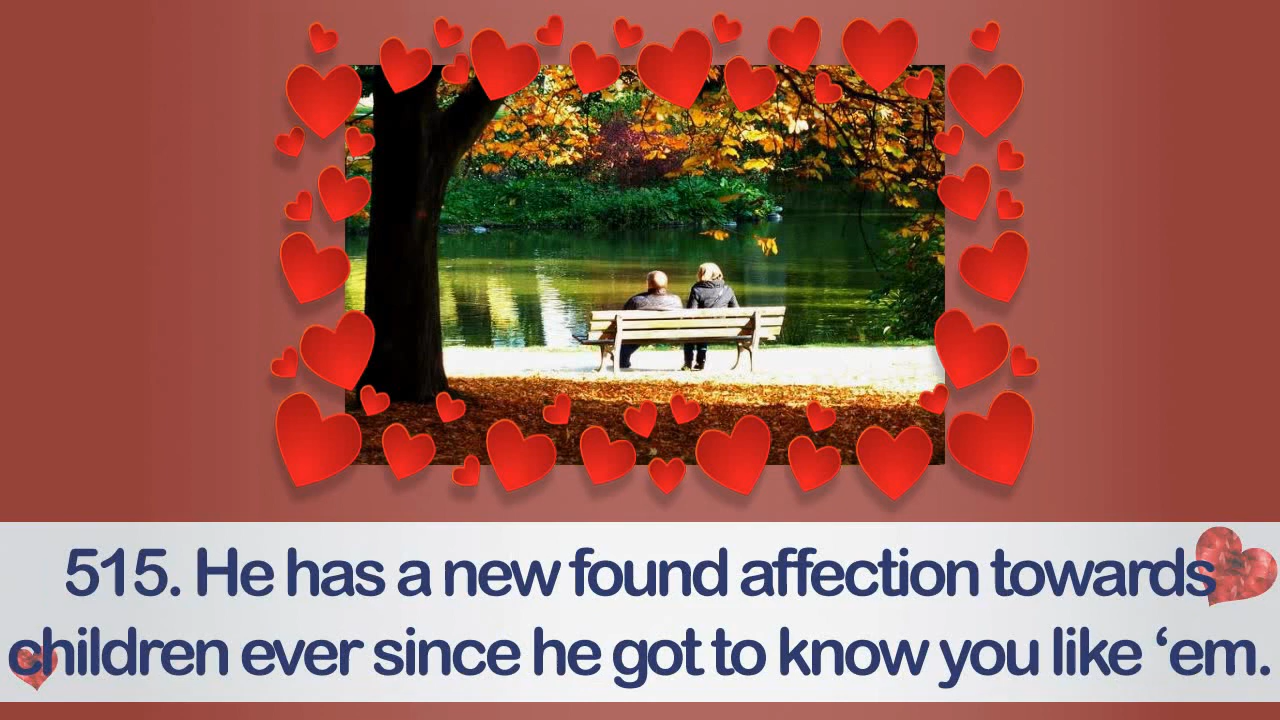 515. He has a new found affection towards
children ever since he got to know you like ‘em.